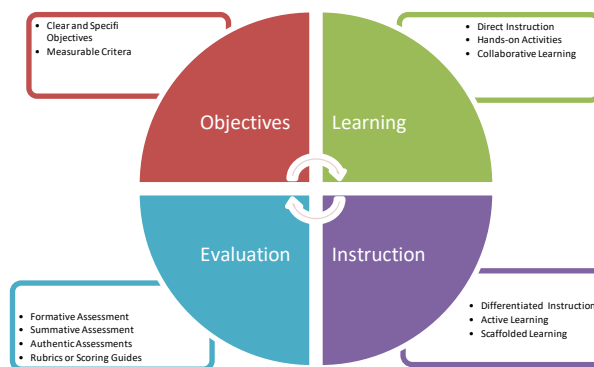 • Clear and Specifi
Objectives
• Measurable Critera
• Direct Instruction
• Hands-on Activities
• Collaborative Learning
Objectives
Learning
Evaluation
Instruction
• Formative Assessment
• Summative Assessment
• Authentic Assessments
• Rubrics or Scoring Guides
• Differentiated Instruction
• Active Learning
• Scaffolded Learning